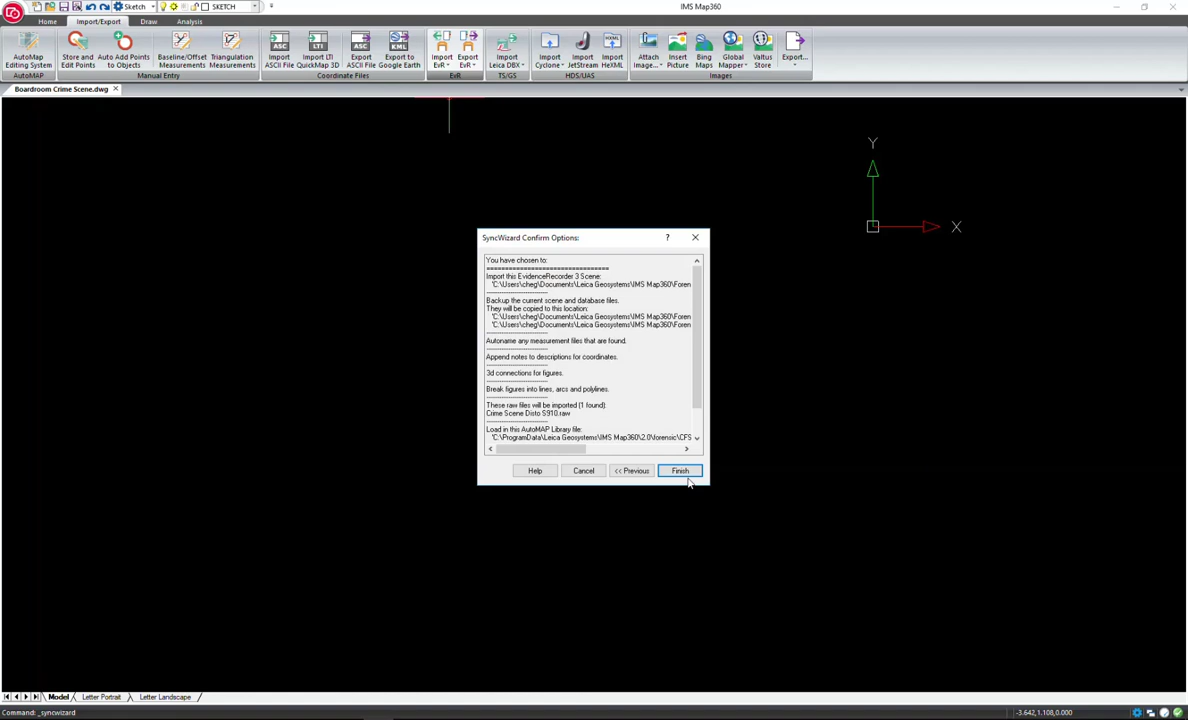 Sketch SKETCH IMS Map360
Home Import/Export Draw Analysis
AutoMap Editing System
Store and Edit Points
Auto Add Points to Objects
Baseline/Offset Measurements
Triangulation Measurements
Import ASCII File
Import LTI QuickMap 3D
Export ASCII File
Export to Google Earth
Import EvR
Export EvR
Import Leica DBX
Import Cyclone
Import JetStream
Import HeXML
Attach Image...
Insert Picture
Bing Maps
Global Mapper
Valtus Store
Export...
AutoMAP Manual Entry Coordinate Files EvR TS/GS HDS/UAS Images
Boardroom Crime Scene.dwg
Y
X
SyncWizard Confirm Options:
You have chosen to:
================================
Import this EvidenceRecorder 3 Scene:
'C:\Users\cheg\Documents\Leica Geosystems\IMS Map360\Foren
--------------------
Backup the current scene and database files.
They will be copied to this location:
'C:\Users\cheg\Documents\Leica Geosystems\IMS Map360\Foren
'C:\Users\cheg\Documents\Leica Geosystems\IMS Map360\Foren
--------------------
Autoname any measurement files that are found.
--------------------
Append notes to descriptions for coordinates.
--------------------
3d connections for figures.
--------------------
Break figures into lines, arcs and polylines.
--------------------
These raw files will be imported (1 found)
Crime Scene Disto S910.raw
--------------------
Load in this AutoMAP Library file:
'C:\ProgramData\Leica Geosystems\IMS Map360\2.0\forensic\CFS
Help Cancel << Previous Finish
Model Letter Portrait Letter Landscape
Command: _syncwizard -3.642,1.108,0.000